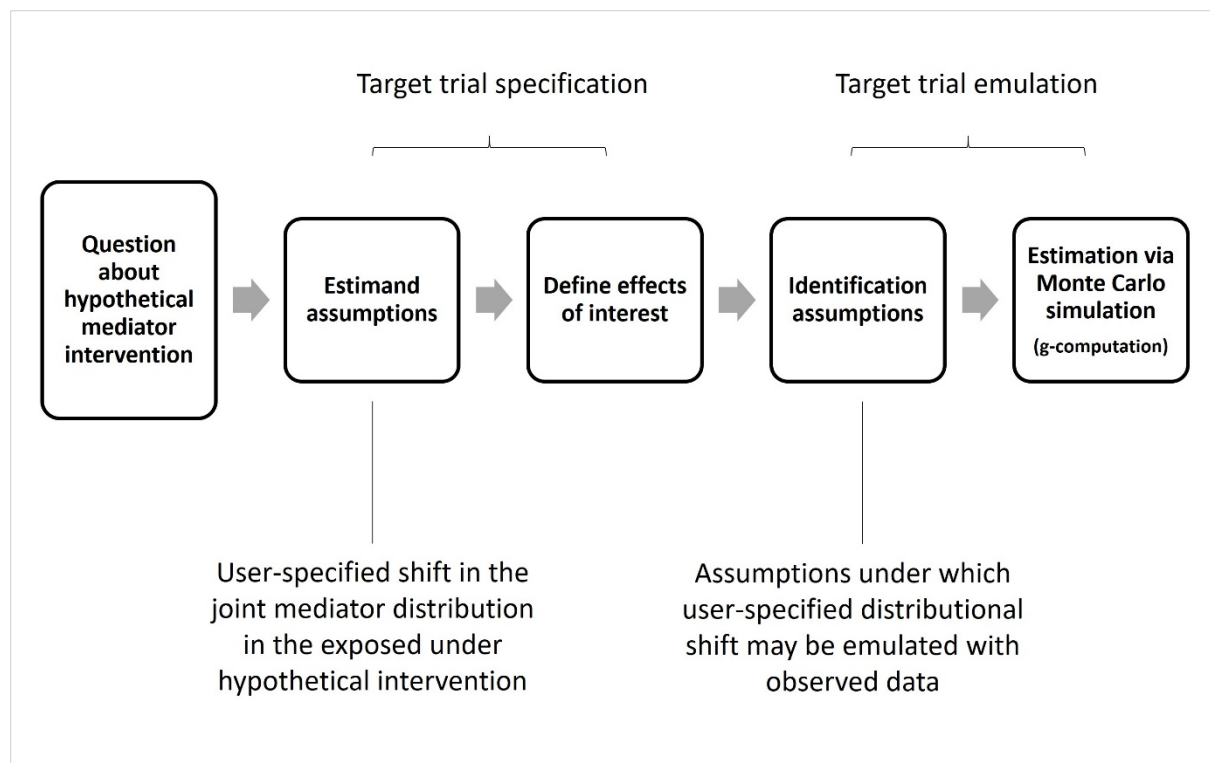 Target trial specification
Target trial emulation
Question
about
hypothetical
mediator
intervention
Estimand
assumptions
Define effects
of interest
Identification
assumptions
Estimation via
Monte Carlo
simulation
(g-computation)
User-specified shift in the
joint mediator distribution
in the exposed under
hypothetical intervention
Assumptions under which
user-specified distributional
shift may be emulated with
observed data